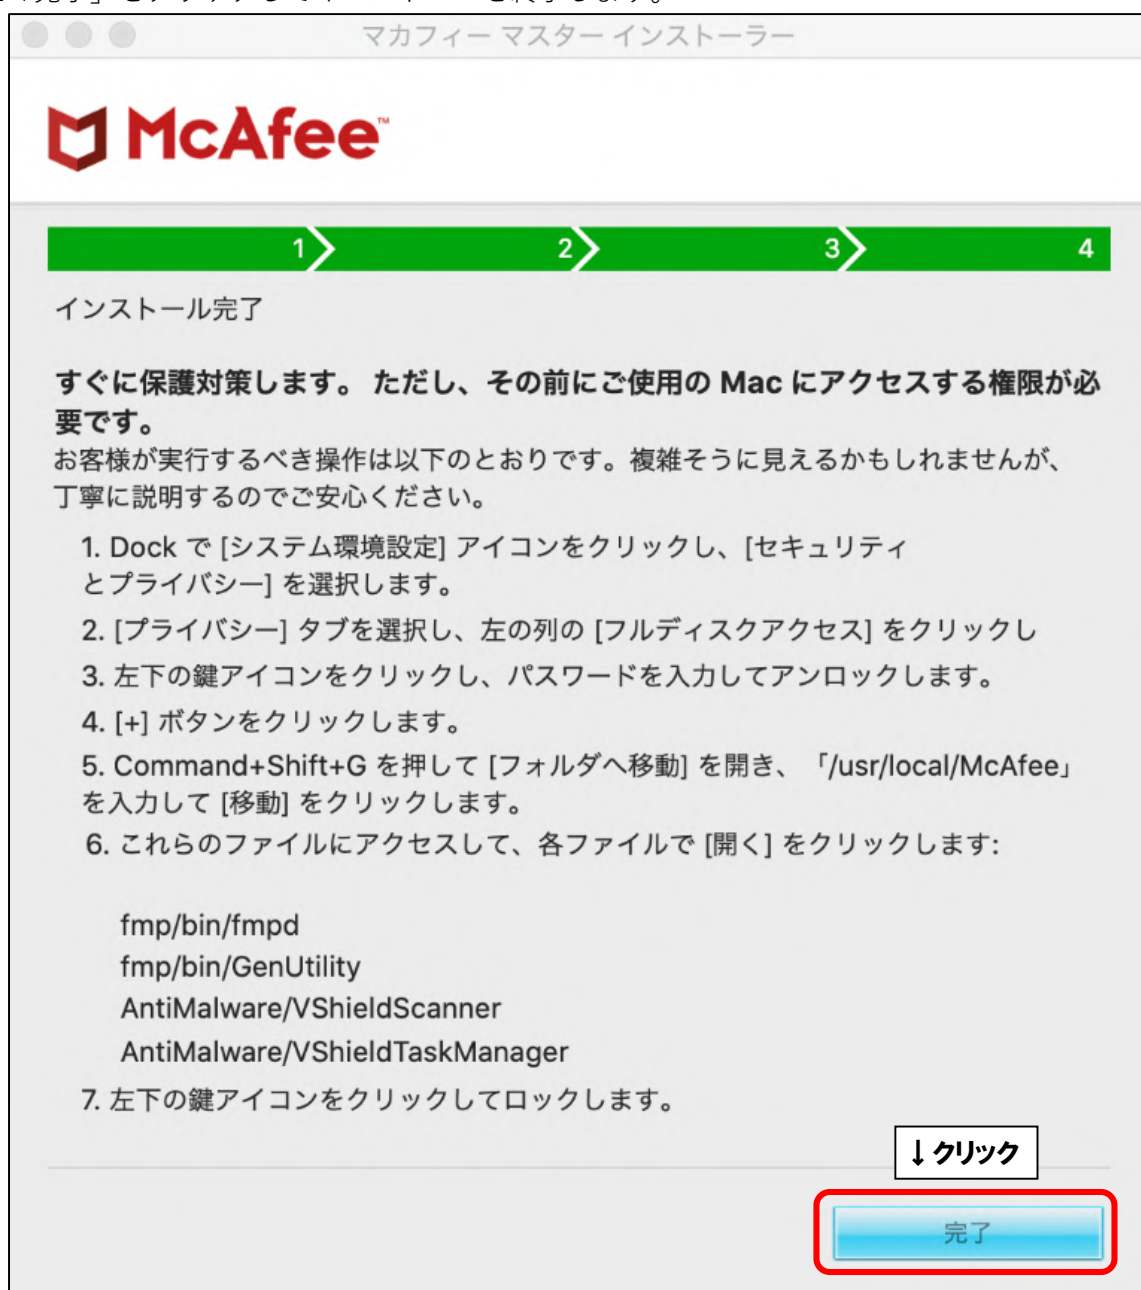 マカフィー マスター インストーラー
McAfee™
1 2 3 4
インストール完了
すぐに保護対策します。 ただし、その前にご使用の Mac にアクセスする権限が必
要です。
お客様が実行するべき操作は以下のとおりです。複雑そうに見えるかもしれませんが、
丁寧に説明するのでご安心ください。
1. Dock で [システム環境設定] アイコンをクリックし、[セキュリティ
とプライバシー] を選択します。
2. [プライバシー] タブを選択し、左の列の [フルディスクアクセス] をクリックし
3. 左下の鍵アイコンをクリックし、パスワードを入力してアンロックします。
4. [+] ボタンをクリックします。
5. Command+Shift+G を押して [フォルダへ移動] を開き、「/usr/local/McAfee」
を入力して [移動] をクリックします。
6. これらのファイルにアクセスして、各ファイルで [開く] をクリックします:
fmp/bin/fmpd
fmp/bin/GenUtility
AntiMalware/VShieldScanner
AntiMalware/VShieldTaskManager
7. 左下の鍵アイコンをクリックしてロックします。
↓クリック
完了